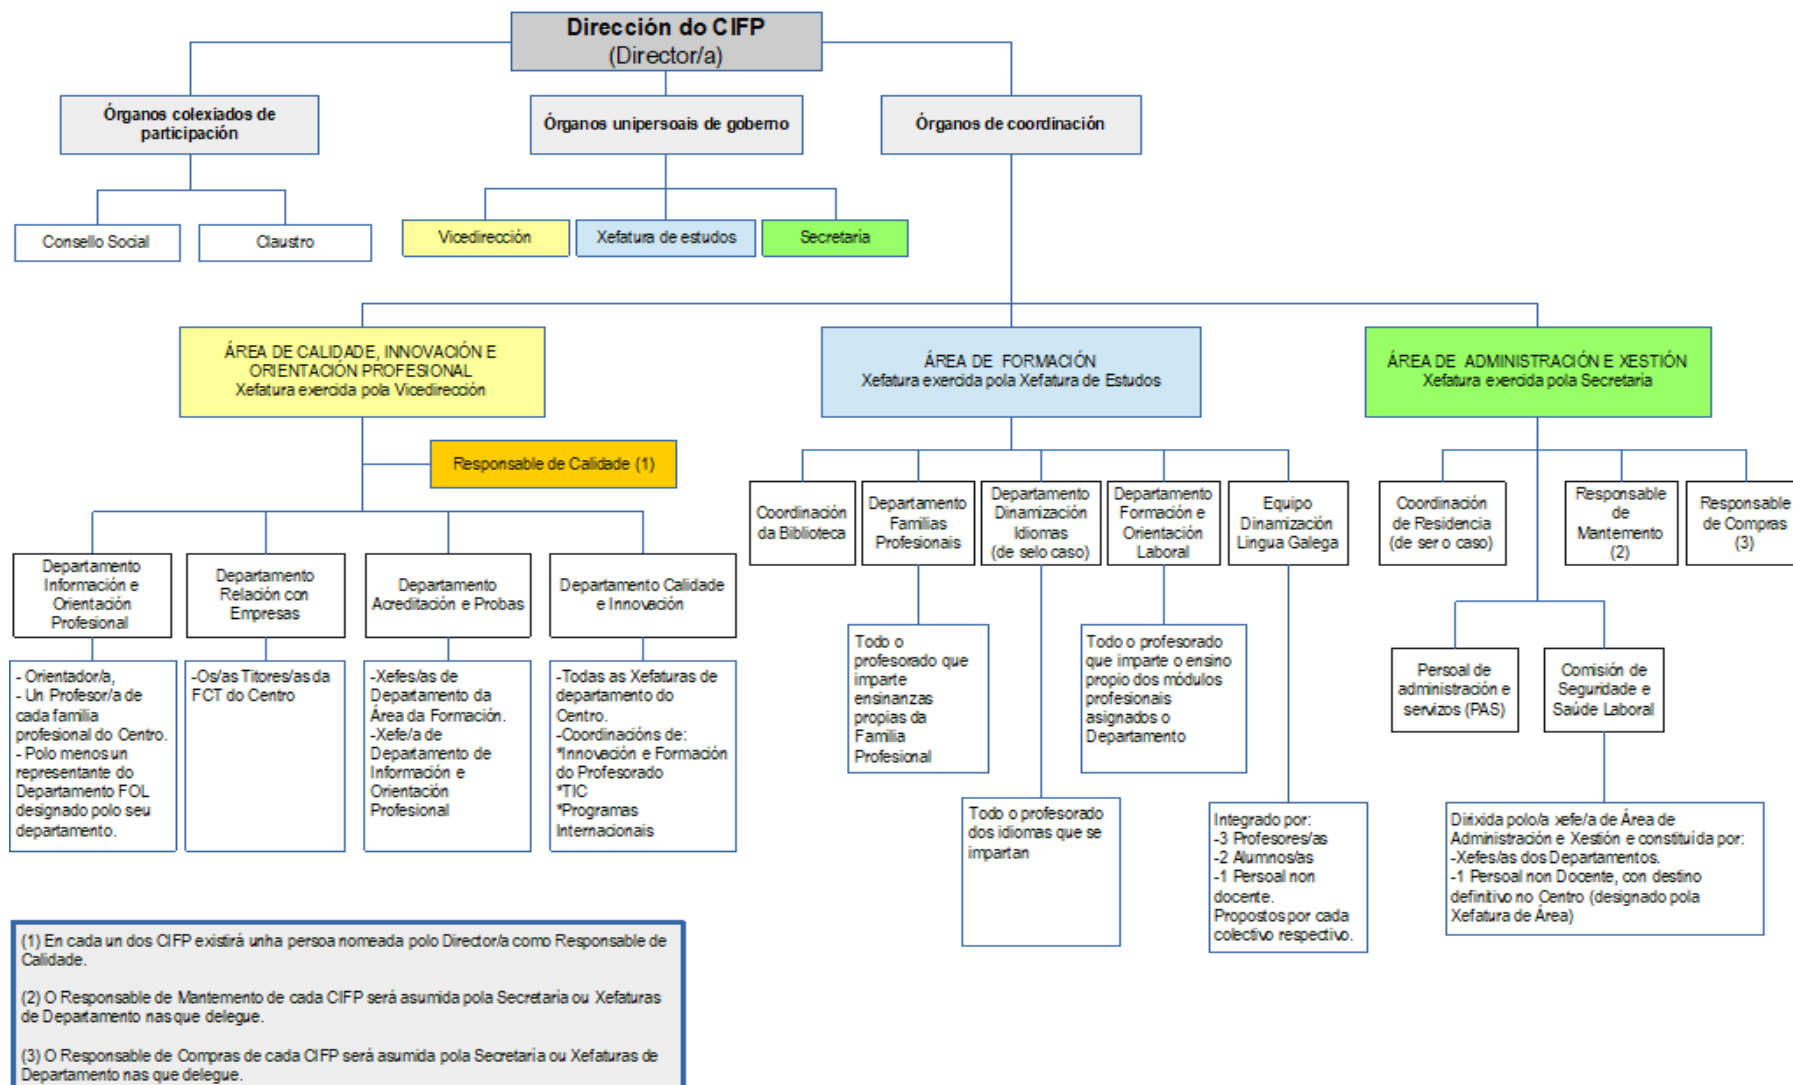 Dirección do CIFP
(Director/a)
Órganos colexiados de
participación
Órganos unipersoais de goberno
Órganos de coordinación
Consello Social
Claustro
Vicedirección
Xefatura de estudos
Secretaría
ÁREA DE CALIDADE, INNOVACIÓN E
ORIENTACIÓN PROFESIONAL
Xefatura exercida pola Vicedirección
ÁREA DE FORMACIÓN
Xefatura exercida pola Xefatura de Estudos
ÁREA DE ADMINISTRACIÓN E XESTIÓN
Xefatura exercida pola Secretaría
Responsable de Calidade (1)
Coordinación
da Biblioteca
Departamento
Familias
Profesionais
Departamento
Dinamización
Idiomas
(de selo caso)
Departamento
Formación e
Orientación
Laboral
Equipo
Dinamización
Lingua Galega
Coordinación
de Residencia
(de ser o caso)
Responsable
de
Mantemento
(2)
Responsable
de Compras
(3)
Departamento
Información e
Orientación
Profesional
Departamento
Relación con
Empresas
Departamento
Acreditación e Probas
Departamento Calidade
e Innovación
- Orientador/a,
- Un Profesor/a de
cada familia
profesional do Centro.
- Polo menos un
representante do
Departamento FOL
designado polo seu
departamento.
-Os/as Titores/as da
FCT do Centro
-Xefes/as de
Departamento da
Área da Formación.
-Xefe/a de
Departamento de
Información e
Orientación
Profesional
-Todas as Xefaturas de
departamento do
Centro.
-Coordinacións de:
*Innovación e Formación
do Profesorado
*TIC
*Programas
Internacionais
Todo o
profesorado que
imparte
ensinanzas
propias da
Familia
Profesional
Todo o profesorado
que imparte o ensino
propio dos módulos
profesionais
asignados o
Departamento
Persoal de
administración e
servizos (PAS)
Comisión de
Seguridade e
Saúde Laboral
Todo o profesorado
dos idiomas que se
impartan
Integrado por:
-3 Profesores/as
-2 Alumnos/as
-1 Persoal non
docente.
Propostos por cada
colectivo respectivo.
Dirixida polo/a xefe/a de Área de
Administración e Xestión e constituída por:
-Xefes/as dos Departamentos.
-1 Persoal non Docente, con destino
definitivo no Centro (designado pola
Xefatura de Área)
(1) En cada un dos CIFP existirá unha persoa nomeada polo Director/a como Responsable de
Calidade.
(2) O Responsable de Mantemento de cada CIFP será asumida pola Secretaría ou Xefaturas
de Departamento nas que delegue.
(3) O Responsable de Compras de cada CIFP será asumida pola Secretaría ou Xefaturas de
Departamento nas que delegue.